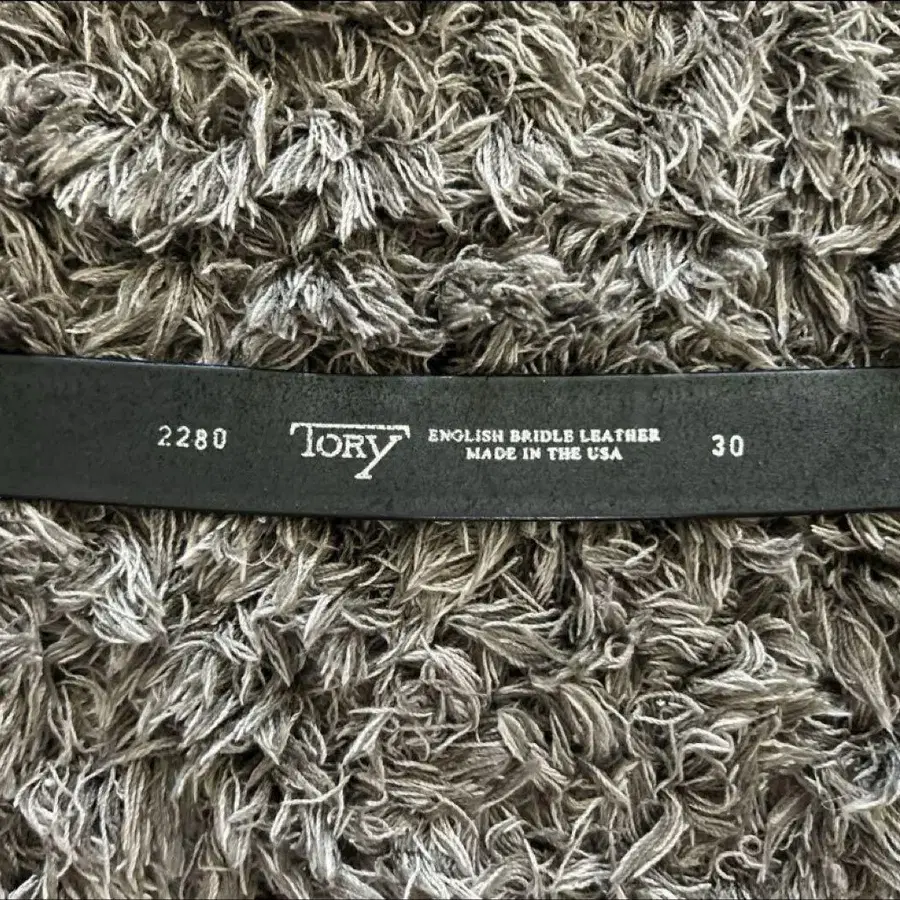 2280 TORY ENGLISH BRIDLE LEATHER 30
MADE IN THE USA